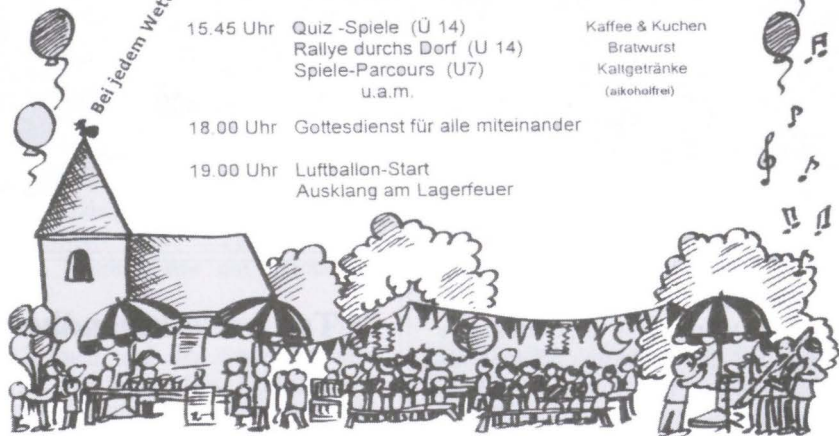 Bei jedem
15.45 Uhr Quiz -Spiele (Ü 14)
Rallye durchs Dorf (U 14)
Spiele-Parcours (U7)
u.a.m.
Kaffee & Kuchen
Bratwurst
Kaltgetränke
(alkoholfrei)
18.00 Uhr Gottesdienst für alle miteinander
19.00 Uhr Luftballon-Start
Ausklang am Lagerfeuer